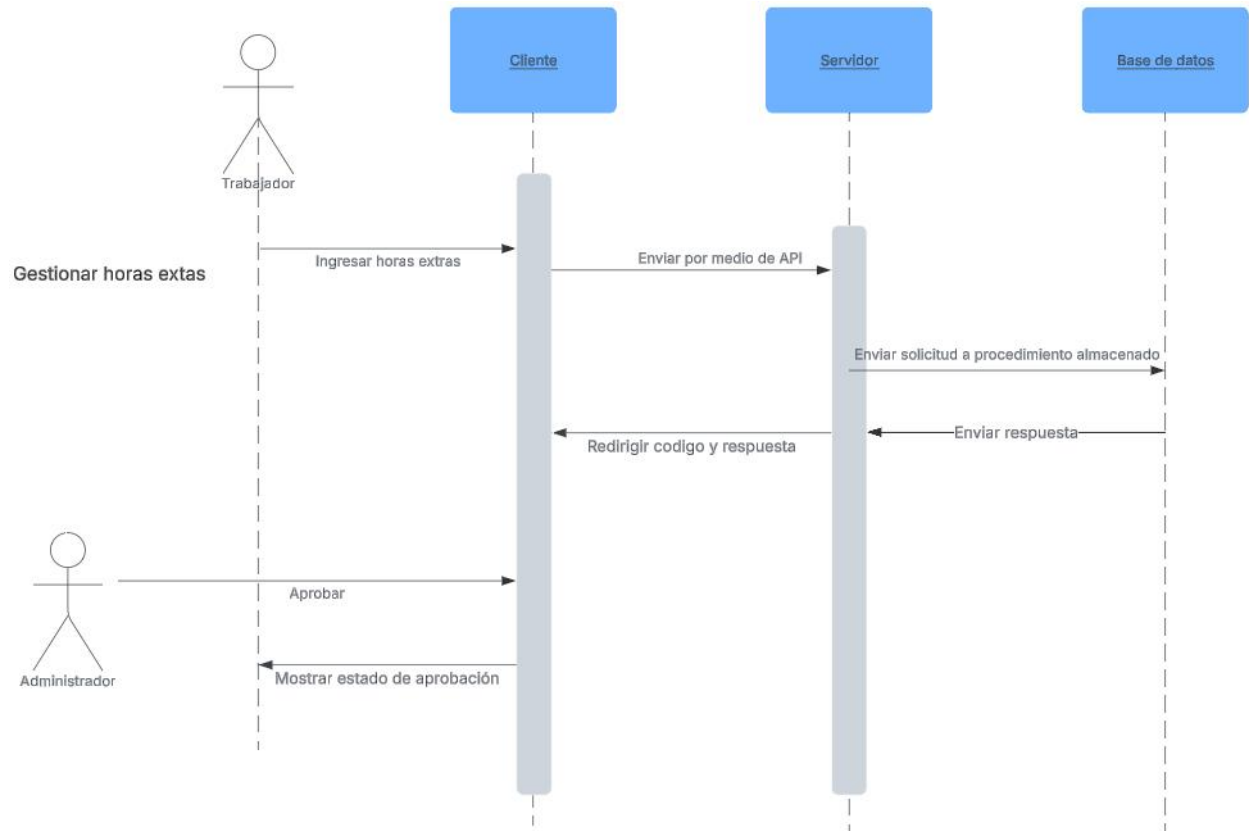 Cliente
Servidor
Base de datos
Trabajador
Ingresar horas extras
Enviar por medio de API
Gestionar horas extas
Enviar solicitud a procedimiento almacenado
Enviar respuesta
Redirigir codigo y respuesta
Aprobar
Mostrar estado de aprobación
Administrador